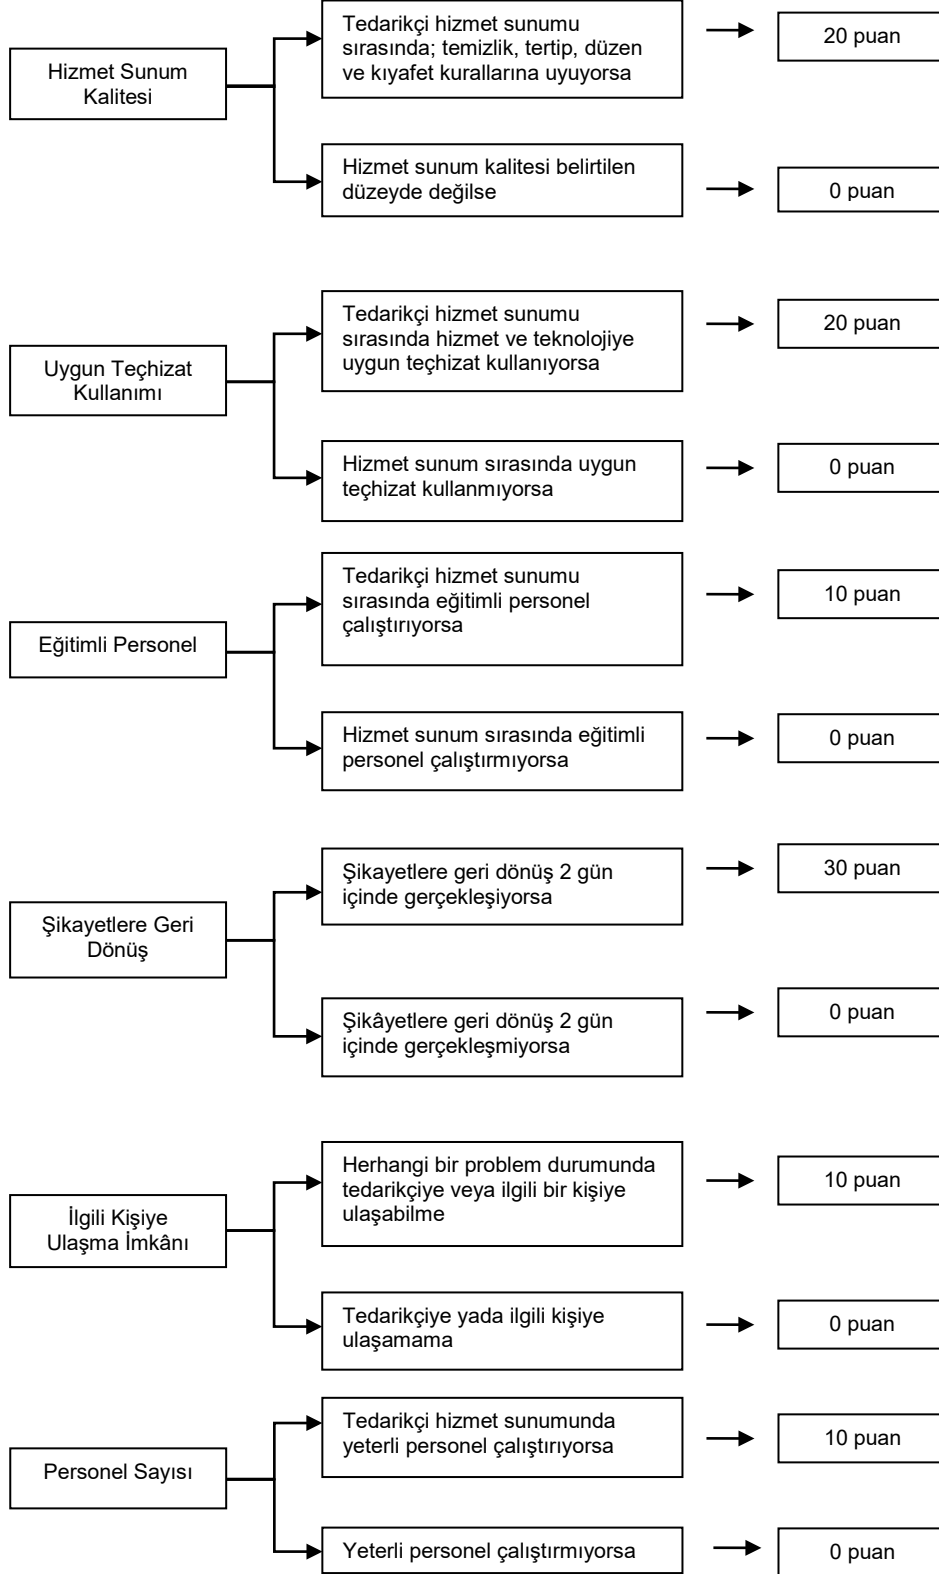 Hizmet Sunum
Kalitesi
Tedarikçi hizmet sunumu
sırasında; temizlik, tertip, düzen
ve kıyafet kurallarına uyuyorsa
20 puan
Hizmet sunum kalitesi belirtilen
düzeyde değilse
0 puan
Uygun Teçhizat
Kullanımı
Tedarikçi hizmet sunumu
sırasında hizmet ve teknolojiye
uygun teçhizat kullanıyorsa
20 puan
Hizmet sunum sırasında uygun
teçhizat kullanmıyorsa
0 puan
Eğitimli Personel
Tedarikçi hizmet sunumu
sırasında eğitimli personel
çalıştırıyorsa
10 puan
Hizmet sunum sırasında eğitimli
personel çalıştırmıyorsa
0 puan
Şikayetlere Geri
Dönüş
Şikayetlere geri dönüş 2 gün
içinde gerçekleşiyorsa
30 puan
Şikâyetlere geri dönüş 2 gün
içinde gerçekleşmiyorsa
0 puan
İlgili Kişiye
Ulaşma İmkânı
Herhangi bir problem durumunda
tedarikçiye veya ilgili bir kişiye
ulaşabilme
10 puan
Tedarikçiye yada ilgili kişiye
ulaşamama
0 puan
Personel Sayısı
Tedarikçi hizmet sunumunda
yeterli personel çalıştırıyorsa
10 puan
Yeterli personel çalıştırmıyorsa
0 puan